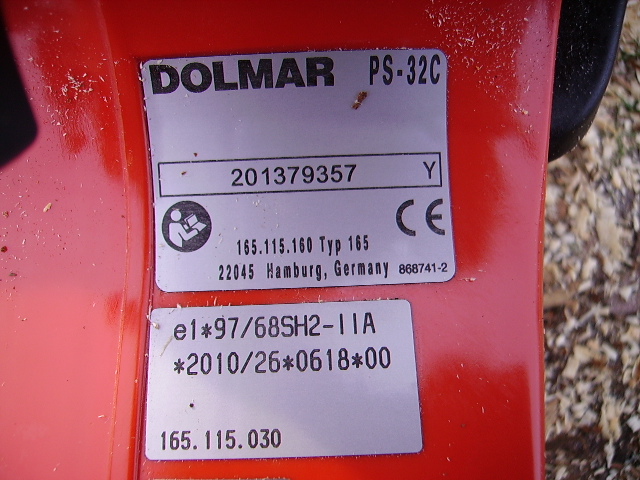 DOLMAR PS-32C
201379357 Y
CE
165.115.160 Typ 165
22045 Hamburg, Germany 868741-2
e1*97/68SH2-IIA
*2010/26*0618*00
165.115.030